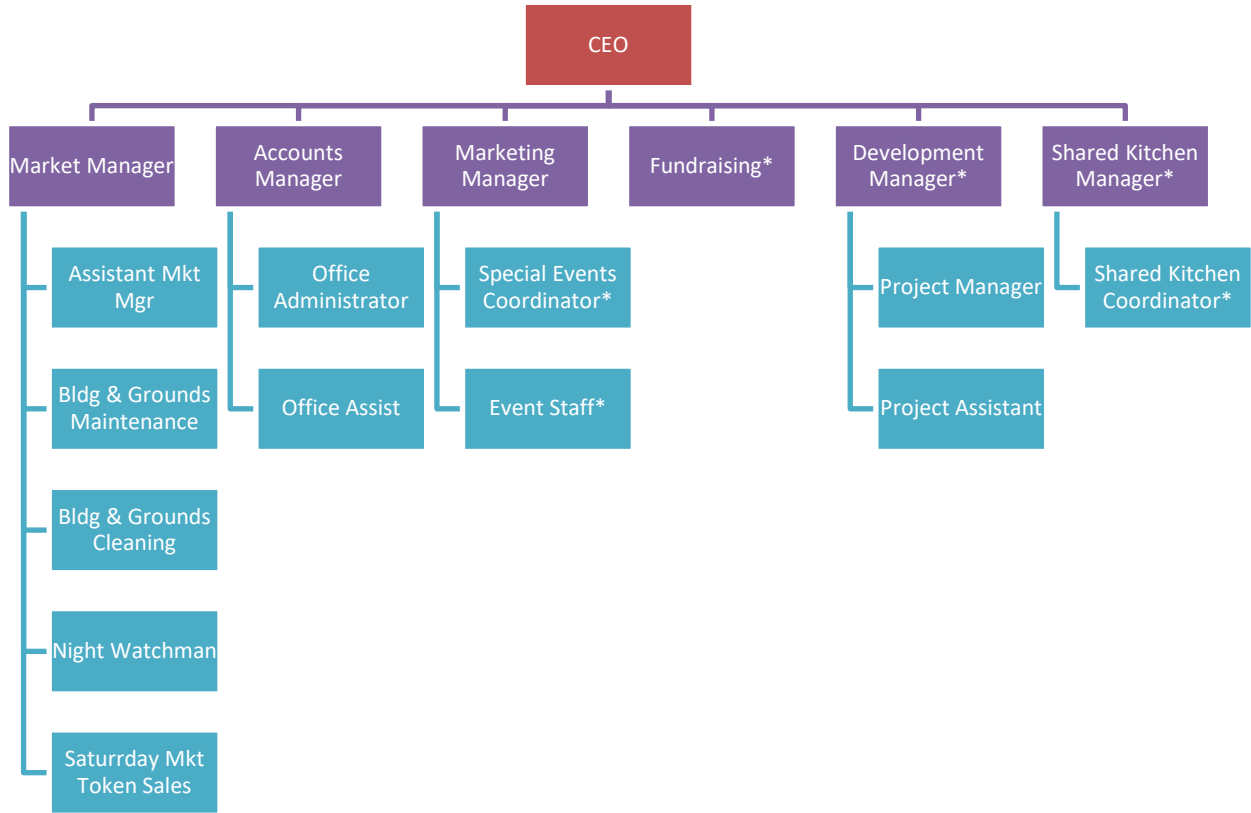 CEO
Market Manager
Accounts
Manager
Marketing
Manager
Fundraising*
Development
Manager*
Shared Kitchen
Manager*
Assistant Mkt
Mgr
Office
Administrator
Special Events
Coordinator*
Project Manager
Shared Kitchen
Coordinator*
Bldg & Grounds
Maintenance
Office Assist
Event Staff*
Project Assistant
Bldg & Grounds
Cleaning
Night Watchman
Saturrday Mkt
Token Sales